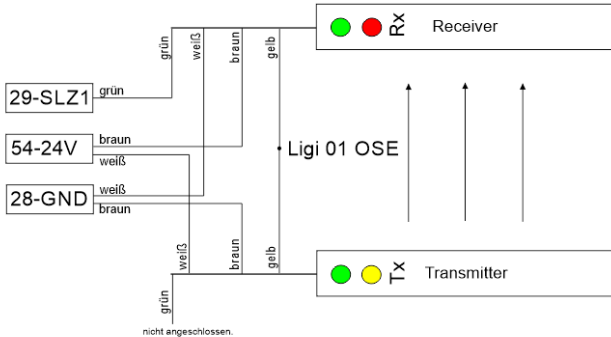 Rx Receiver
grün
weiß
braun
gelb
29-SLZ1 grün
54-24V braun
weiß
Ligi 01 OSE
28-GND weiß
braun
weiß
braun
gelb
Tx Transmitter
grün
nicht angeschlossen.